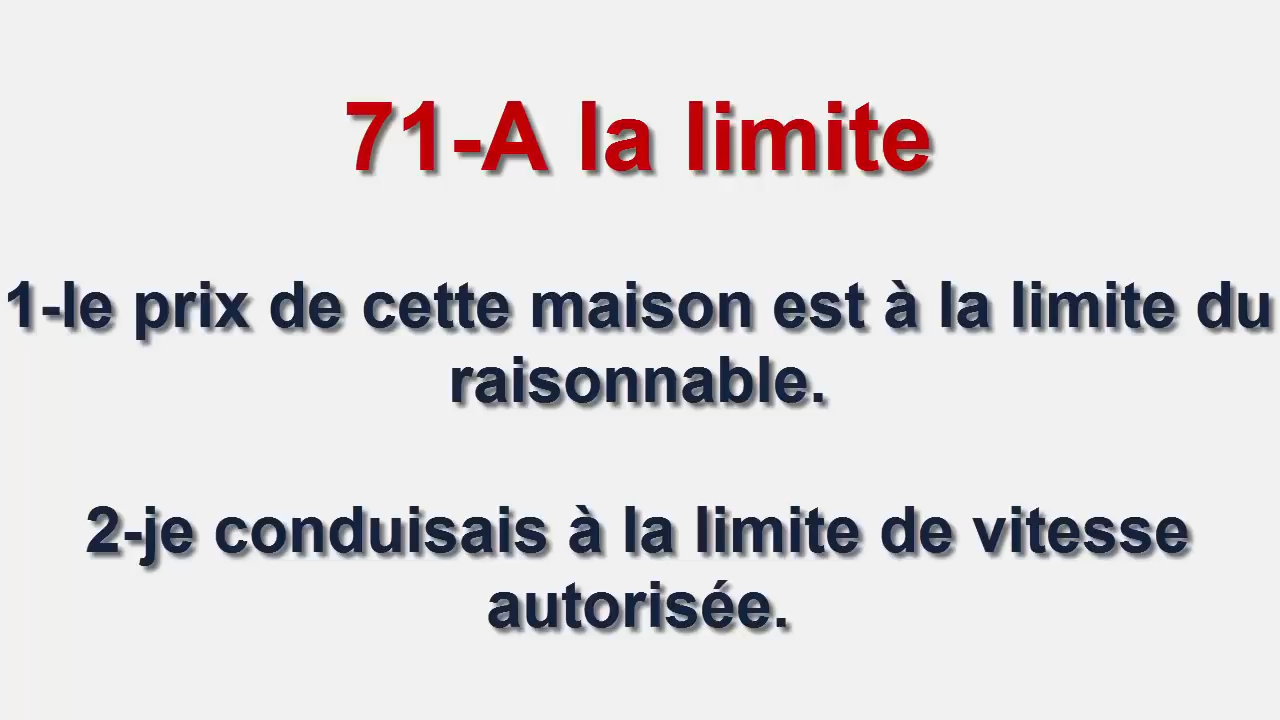 71-A la limite
1-le prix de cette maison est à la limite du
raisonnable.
2-je conduisais à la limite de vitesse
autorisée.